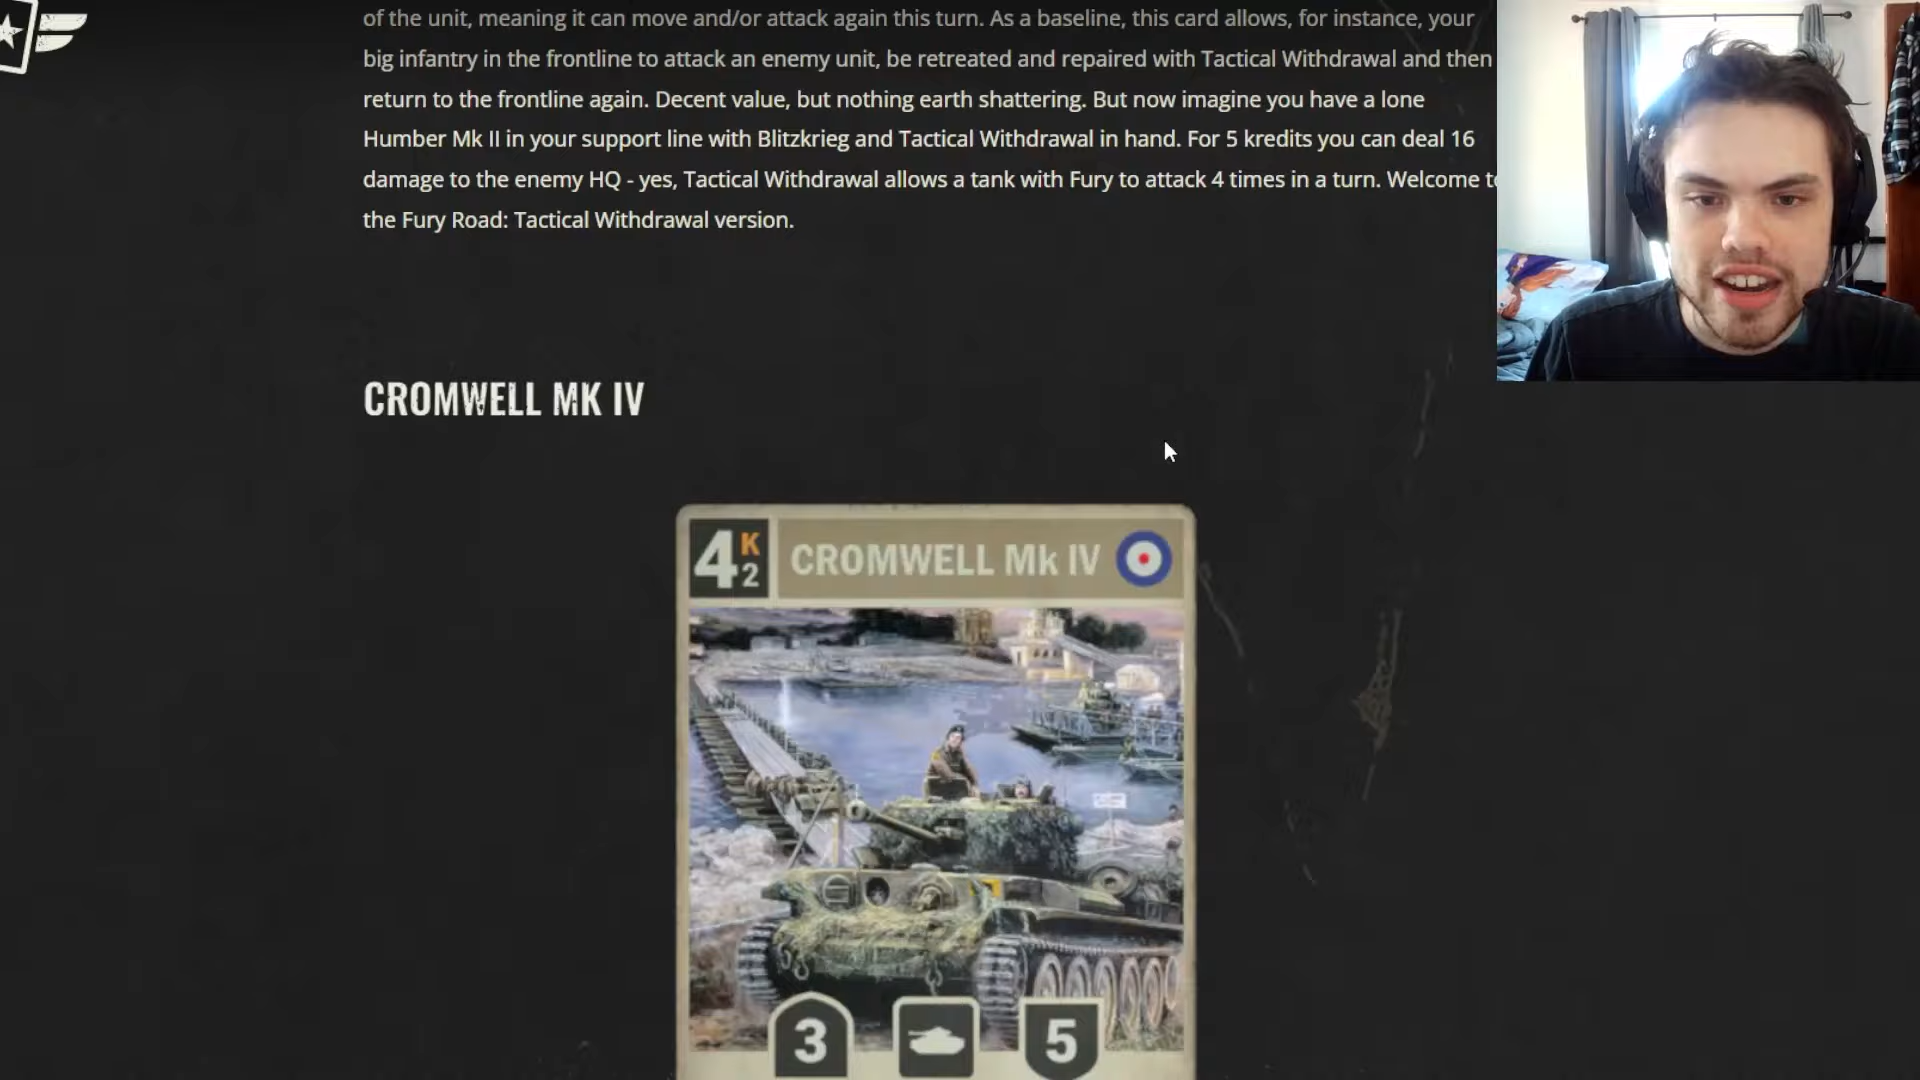 of the unit, meaning it can move and/or attack again this turn. As a baseline, this card allows, for instance, your
big infantry in the frontline to attack an enemy unit, be retreated and repaired with Tactical Withdrawal and then
return to the frontline again. Decent value, but nothing earth shattering. But now imagine you have a lone
Humber Mk II in your support line with Blitzkrieg and Tactical Withdrawal in hand. For 5 kredits you can deal 16
damage to the enemy HQ - yes, Tactical Withdrawal allows a tank with Fury to attack 4 times in a turn. Welcome to
the Fury Road: Tactical Withdrawal version.
CROMWELL MK IV
4 K 2 CROMWELL Mk IV
3 5